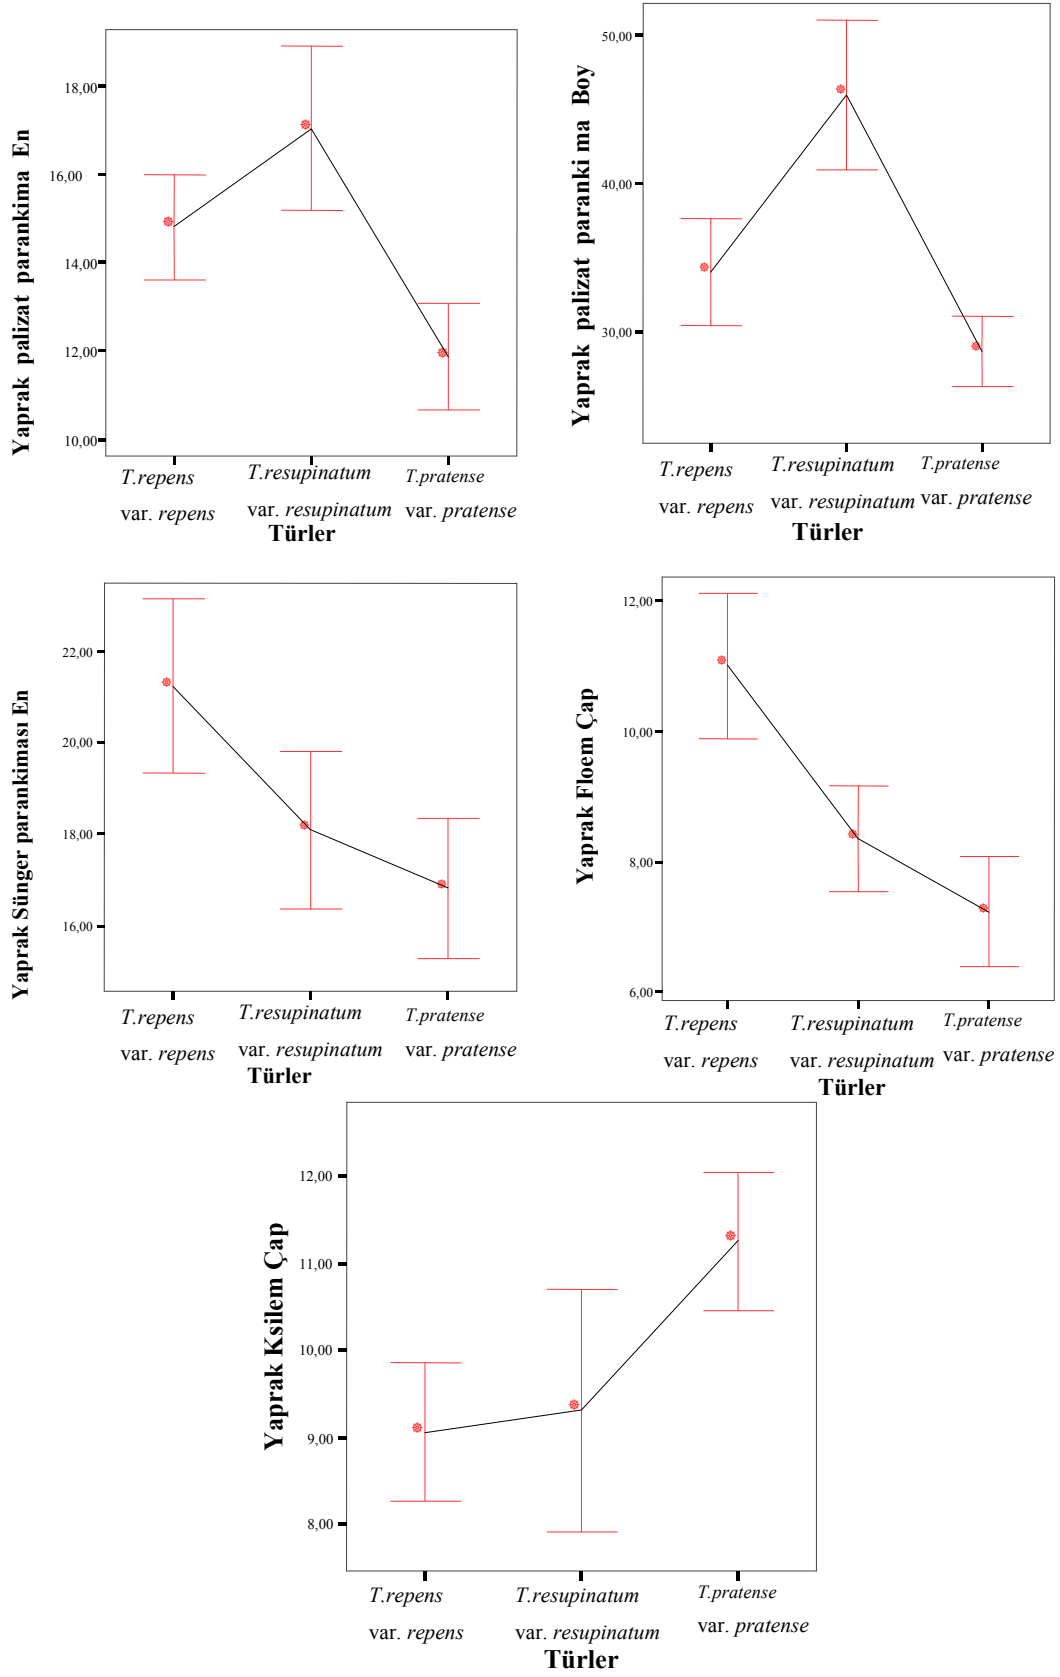 Yaprak palizat parankima En
18,00
16,00
14,00
12,00
10,00
T.repens
T.resupinatum
T.pratense
var. repens
var. resupinatum
var. pratense
Türler
Yaprak palizat paranki ma Boy
50,00
40,00
30,00
T.repens
T.resupinatum
T.pratense
var. repens
var. resupinatum
var. pratense
Türler
Yaprak Sünger parankiması En
22,00
20,00
18,00
16,00
T.repens
T.resupinatum
T.pratense
var. repens
var. resupinatum
var. pratense
Türler
Yaprak Floem Çap
12,00
10,00
8,00
6,00
T.repens
T.resupinatum
T.pratense
var. repens
var. resupinatum
var. pratense
Türler
Yaprak Ksilem Çap
12,00
11,00
10,00
9,00
8,00
T.repens
T.resupinatum
T.pratense
var. repens
var. resupinatum
var. pratense
Türler